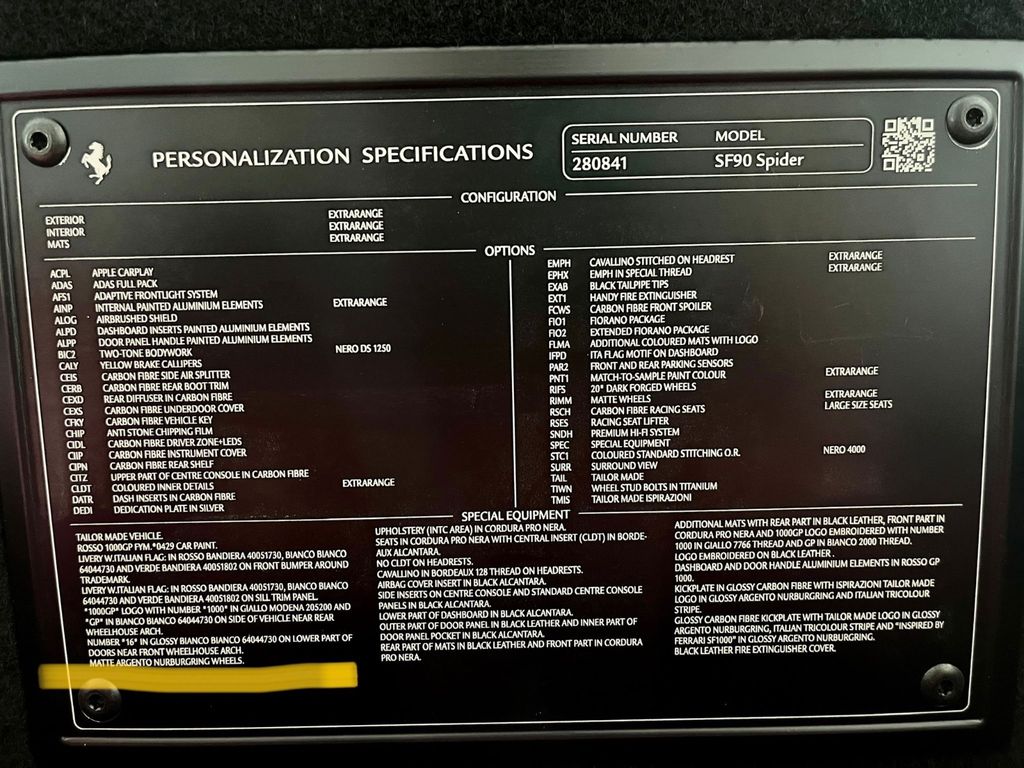 PERSONALIZATION SPECIFICATIONS
SERIAL NUMBER MODEL
280841 SF90 Spider
CONFIGURATION
EXTERIOR EXTRARANGE
INTERIOR EXTRARANGE
MATS EXTRARANGE
OPTIONS
ACPL APPLE CARPLAY
ADAS ADAS FULL PACK
AFS1 ADAPTIVE FRONTLIGHT SYSTEM
AINP INTERNAL PAINTED ALUMINIUM ELEMENTS EXTRARANGE
ALOG AIRBRUSHED SHIELD
ALPD DASHBOARD INSERTS PAINTED ALUMINIUM ELEMENTS
ALPP DOOR PANEL HANDLE PAINTED ALUMINIUM ELEMENTS
BIC2 TWO-TONE BODYWORK NERO DS 1250
CALY YELLOW BRAKE CALLIPERS
CEIS CARBON FIBRE SIDE AIR SPLITTER
CERB CARBON FIBRE REAR BOOT TRIM
CEXD REAR DIFFUSER IN CARBON FIBRE
CEXS CARBON FIBRE UNDERDOOR COVER
CFKY CARBON FIBRE VEHICLE KEY
CHIP ANTI STONE CHIPPING FILM
CIDL CARBON FIBRE DRIVER ZONE+LEDS
CIIP CARBON FIBRE INSTRUMENT COVER
CIPN CARBON FIBRE REAR SHELF
CITZ UPPER PART OF CENTRE CONSOLE IN CARBON FIBRE
CLDT COLOURED INNER DETAILS EXTRARANGE
DATR DASH INSERTS IN CARBON FIBRE
DEDI DEDICATION PLATE IN SILVER
EMPH CAVALLINO STITCHED ON HEADREST EXTRARANGE
EPHX EMPH IN SPECIAL THREAD EXTRARANGE
EXAB BLACK TAILPIPE TIPS
EXT1 HANDY FIRE EXTINGUISHER
FCWS CARBON FIBRE FRONT SPOILER
FIO1 FIORANO PACKAGE
FIO2 EXTENDED FIORANO PACKAGE
FLMA ADDITIONAL COLOURED MATS WITH LOGO
IFPD ITA FLAG MOTIF ON DASHBOARD
PAR2 FRONT AND REAR PARKING SENSORS
PNT1 MATCH-TO-SAMPLE PAINT COLOUR EXTRARANGE
RIFS 20" DARK FORGED WHEELS
RIMM MATTE WHEELS EXTRARANGE
RSCH CARBON FIBRE RACING SEATS LARGE SIZE SEATS
RSES RACING SEAT LIFTER
SNDH PREMIUM HI-FI SYSTEM
SPEC SPECIAL EQUIPMENT
STC1 COLOURED STANDARD STITCHING O.R. NERO 4000
SURR SURROUND VIEW
TAIL TAILOR MADE
TIWN WHEEL STUD BOLTS IN TITANIUM
TMIS TAILOR MADE ISPIRAZIONI
SPECIAL EQUIPMENT
TAILOR MADE VEHICLE.
ROSSO 1000GP FYM.*0429 CAR PAINT.
LIVERY W.ITALIAN FLAG: IN ROSSO BANDIERA 40051730, BIANCO BIANCO
64044730 AND VERDE BANDIERA 40051802 ON FRONT BUMPER AROUND
TRADEMARK.
LIVERY W.ITALIAN FLAG: IN ROSSO BANDIERA 40051730, BIANCO BIANCO
64044730 AND VERDE BANDIERA 40051802 ON SILL TRIM PANEL.
"1000GP" LOGO WITH NUMBER "1000" IN GIALLO MODENA 205200 AND
"GP" IN BIANCO BIANCO 64044730 ON SIDE OF VEHICLE NEAR REAR
WHEELHOUSE ARCH.
NUMBER "16" IN GLOSSY BIANCO BIANCO 64044730 ON LOWER PART OF
DOORS NEAR FRONT WHEELHOUSE ARCH.
MATTE ARGENTO NURBURGRING WHEELS.
UPHOLSTERY (INTC AREA) IN CORDURA PRO NERA.
SEATS IN CORDURA PRO NERA WITH CENTRAL INSERT (CLDT) IN BORDE-
AUX ALCANTARA.
NO CLDT ON HEADRESTS.
CAVALLINO IN BORDEAUX 128 THREAD ON HEADRESTS.
AIRBAG COVER INSERT IN BLACK ALCANTARA.
SIDE INSERTS ON CENTRE CONSOLE AND STANDARD CENTRE CONSOLE
PANELS IN BLACK ALCANTARA.
LOWER PART OF DASHBOARD IN BLACK ALCANTARA.
OUTER PART OF DOOR PANEL IN BLACK LEATHER AND INNER PART OF
DOOR PANEL POCKET IN BLACK ALCANTARA.
REAR PART OF MATS IN BLACK LEATHER AND FRONT PART IN CORDURA
PRO NERA.
ADDITIONAL MATS WITH REAR PART IN BLACK LEATHER, FRONT PART IN
CORDURA PRO NERA AND 1000GP LOGO EMBROIDERED WITH NUMBER
1000 IN GIALLO 7766 THREAD AND GP IN BIANCO 2000 THREAD.
LOGO EMBROIDERED ON BLACK LEATHER .
DASHBOARD AND DOOR HANDLE ALUMINIUM ELEMENTS IN ROSSO GP
1000.
KICKPLATE IN GLOSSY CARBON FIBRE WITH ISPIRAZIONI TAILOR MADE
LOGO IN GLOSSY ARGENTO NURBURGRING AND ITALIAN TRICOLOUR
STRIPE.
GLOSSY CARBON FIBRE KICKPLATE WITH TAILOR MADE LOGO IN GLOSSY
ARGENTO NURBURGRING, ITALIAN TRICOLOUR STRIPE AND "INSPIRED BY
FERRARI SF1000" IN GLOSSY ARGENTO NURBURGRING.
BLACK LEATHER FIRE EXTINGUISHER COVER.